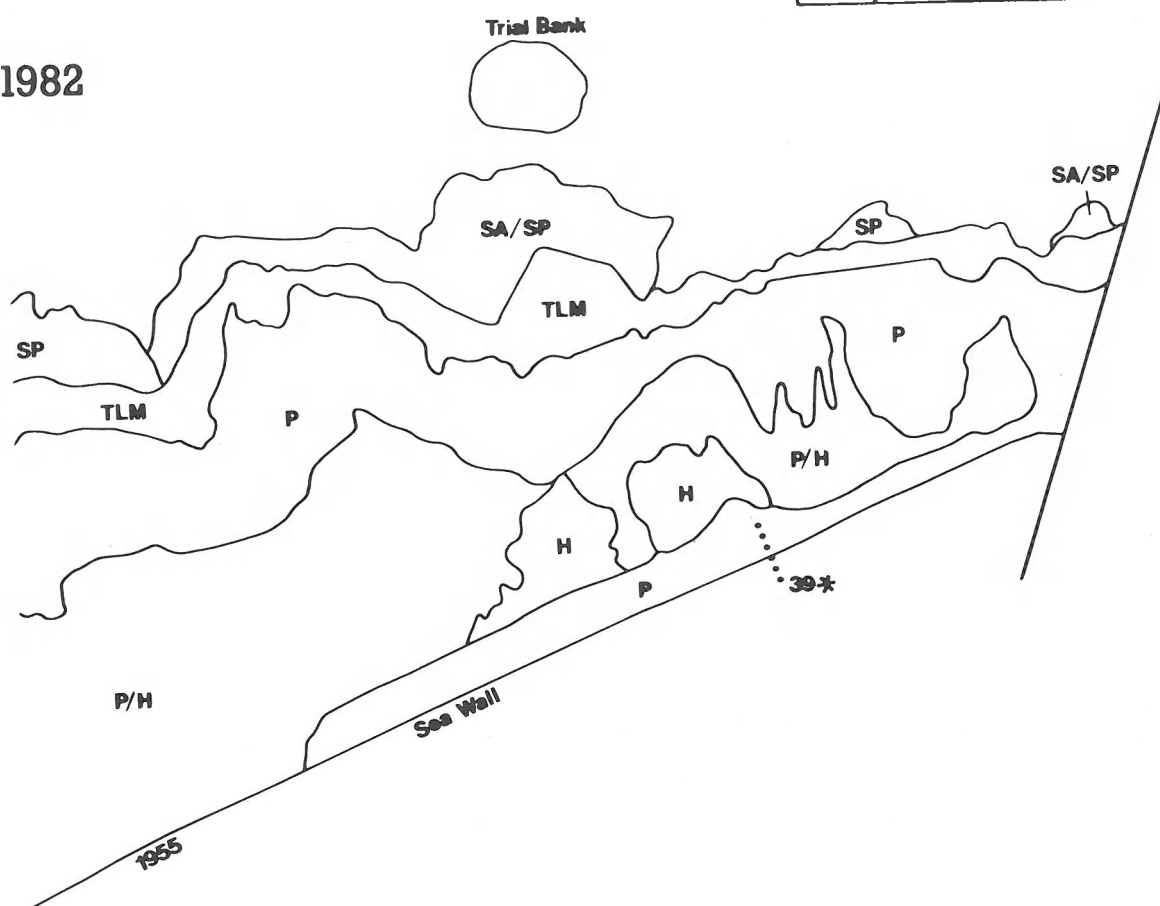 Trial Bank
1982
SA/SP
SA/SP
SP
TLM
SP
P
TLM
P
P/H
H
H
P
39*
P/H
Sea Wall
1955